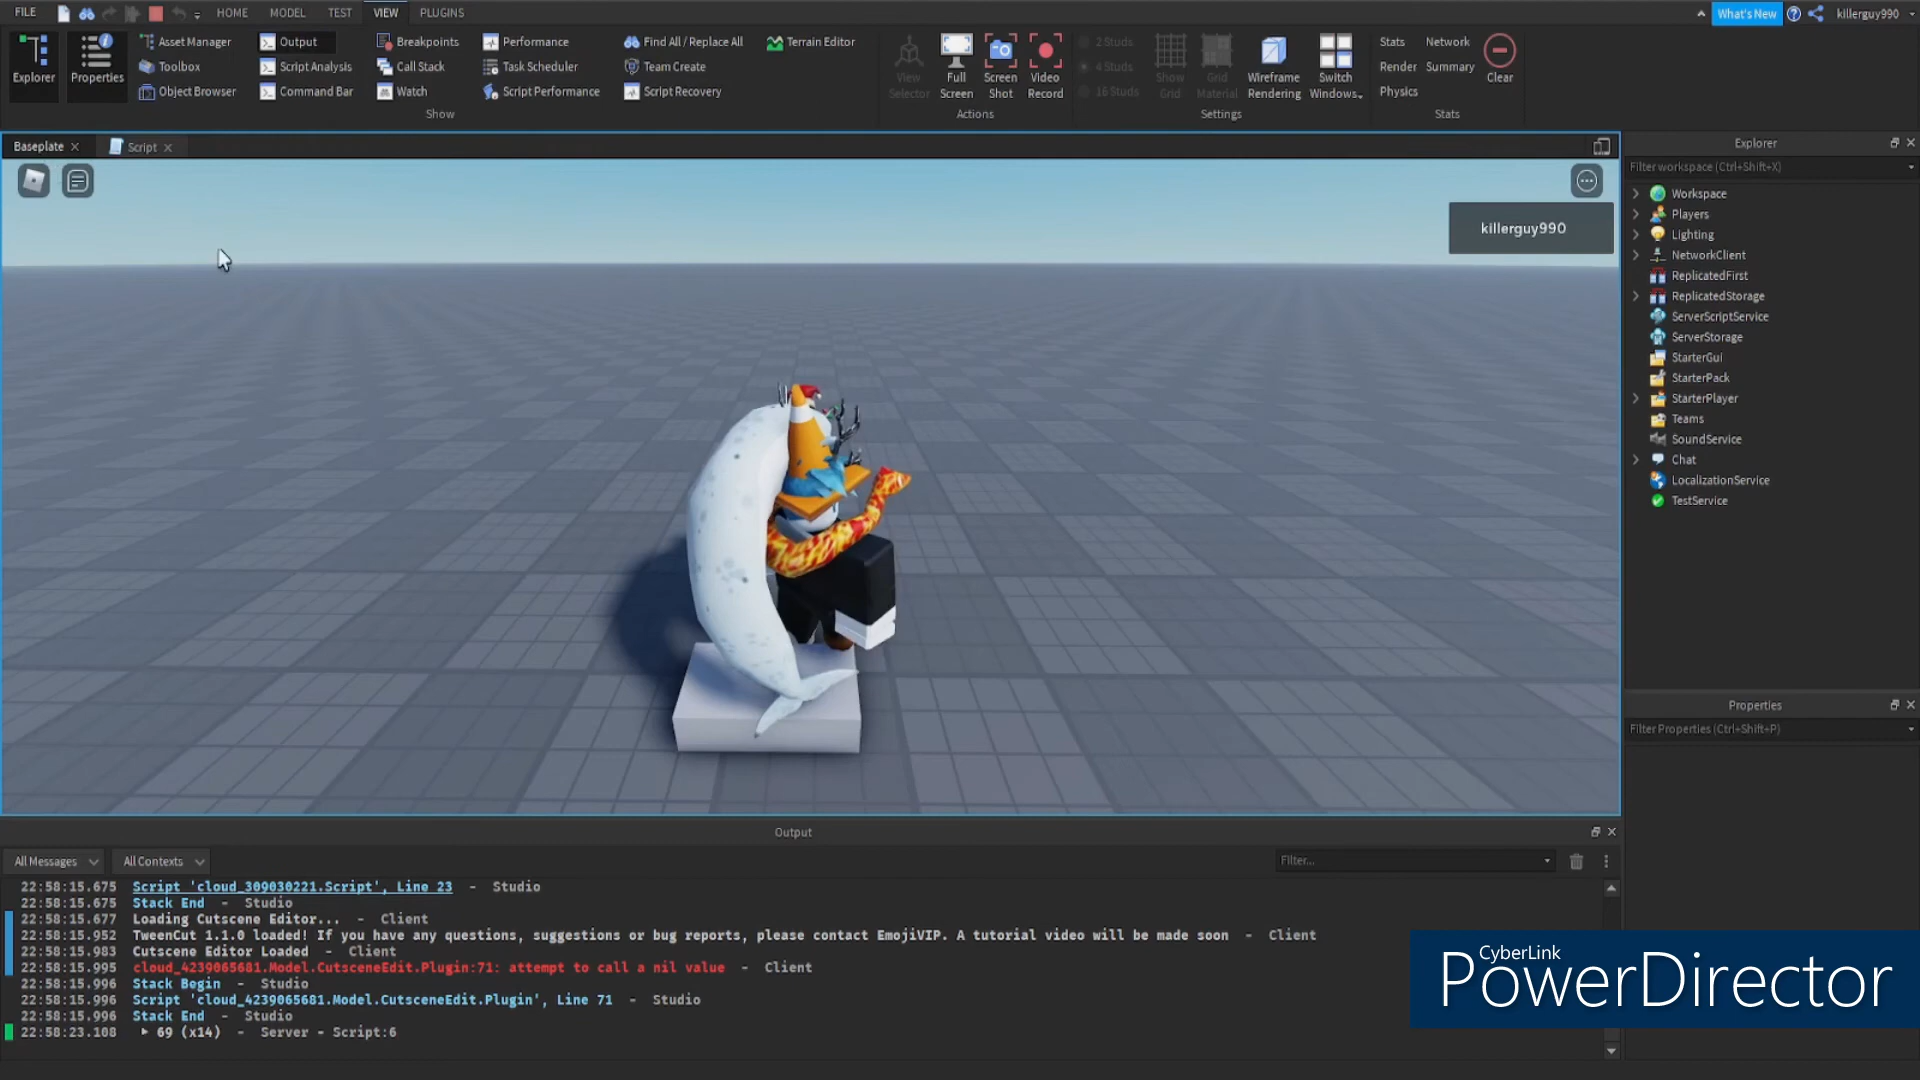 FILE HOME MODEL TEST VIEW PLUGINS What's New killerguy990
Explorer
Properties
Asset Manager
Toolbox
Object Browser
Output
Script Analysis
Command Bar
Breakpoints
Call Stack
Watch
Performance
Task Scheduler
Script Performance
Find All / Replace All
Team Create
Script Recovery
Terrain Editor
Show
View Selector
Full Screen
Screen Shot
Video Record
Actions
2 Studs
4 Studs
16 Studs
Show Grid
Grid Material
Wireframe Rendering
Switch Windows
Settings
Stats Network
Render Summary
Physics
Clear
Stats
Baseplate Script
killerguy990
Explorer
Filter workspace (Ctrl+Shift+X)
Workspace
Players
Lighting
NetworkClient
ReplicatedFirst
ReplicatedStorage
ServerScriptService
ServerStorage
StarterGui
StarterPack
StarterPlayer
Teams
SoundService
Chat
LocalizationService
TestService
Properties
Filter Properties (Ctrl+Shift+P)
Output
All Messages All Contexts Filter...
22:58:15.675 Script 'cloud_309030221.Script', Line 23 - Studio
22:58:15.675 Stack End - Studio
22:58:15.677 Loading Cutscene Editor... - Client
22:58:15.952 TweenCut 1.1.0 loaded! If you have any questions, suggestions or bug reports, please contact EmojiVIP. A tutorial video will be made soon - Client
22:58:15.983 Cutscene Editor Loaded - Client
22:58:15.995 cloud_4239065681.Model.CutsceneEdit.Plugin:71: attempt to call a nil value - Client
22:58:15.996 Stack Begin - Studio
22:58:15.996 Script 'cloud_4239065681.Model.CutsceneEdit.Plugin', Line 71 - Studio
22:58:15.996 Stack End - Studio
22:58:23.108 ▶ 69 (x14) - Server - Script:6
CyberLink
PowerDirector